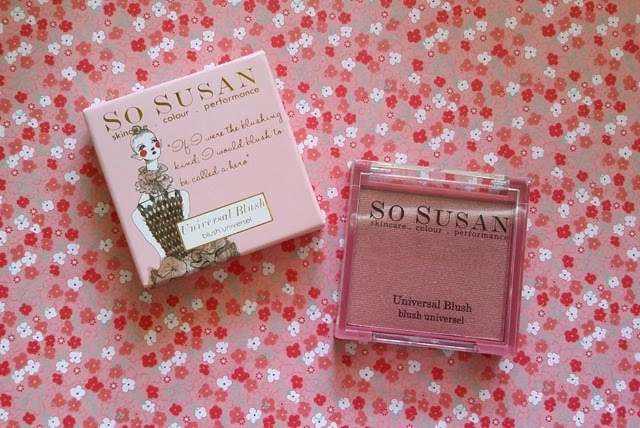 SO SUSAN
skincare . colour . performance
"If I were the blushing
kind, I would blush to
be called a hero"
Universal Blush
blush universel
SO SUSAN
skincare . colour . performance
Universal Blush
blush universel